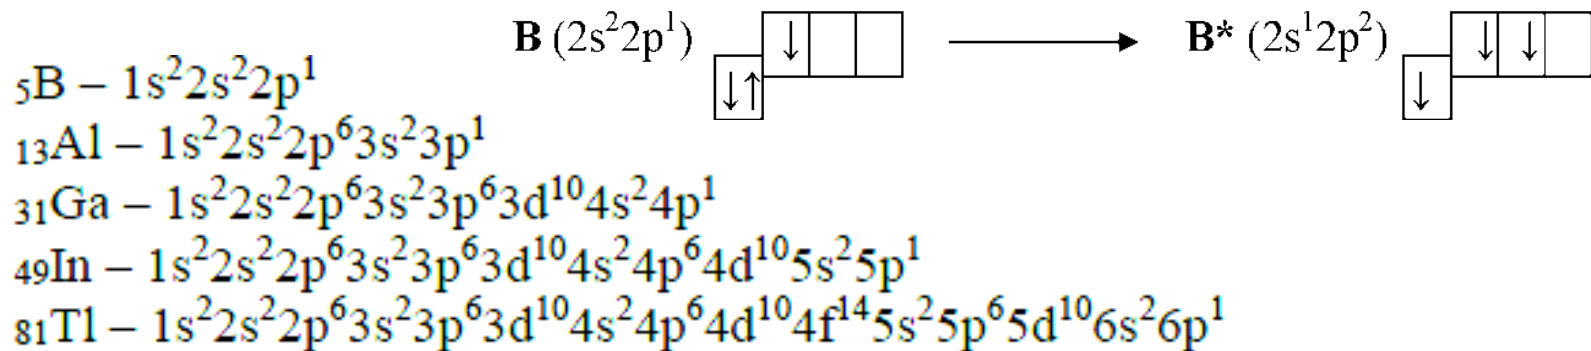 B (2s²2p¹) ↓↑ ↓ ⟶ B* (2s¹2p²) ↓ ↓ ↓
₅B – 1s²2s²2p¹
₁₃Al – 1s²2s²2p⁶3s²3p¹
₃₁Ga – 1s²2s²2p⁶3s²3p⁶3d¹⁰4s²4p¹
₄₉In – 1s²2s²2p⁶3s²3p⁶3d¹⁰4s²4p⁶4d¹⁰5s²5p¹
₈₁Tl – 1s²2s²2p⁶3s²3p⁶3d¹⁰4s²4p⁶4d¹⁰4f¹⁴5s²5p⁶5d¹⁰6s²6p¹